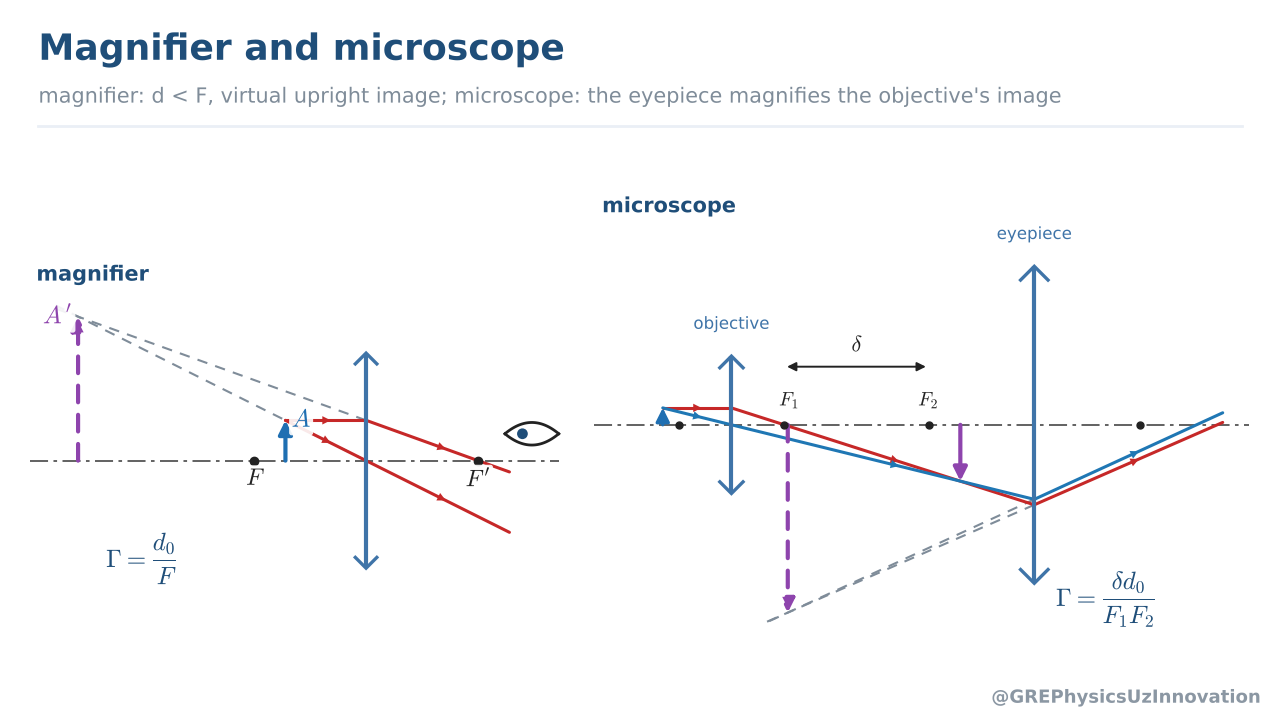 Magnifier and microscope
magnifier: d < F, virtual upright image; microscope: the eyepiece magnifies the objective's image
microscope
eyepiece
magnifier
A′
objective
δ
F₁
F₂
A
F
F′
Γ = d₀/F
Γ = δd₀/F₁F₂
@GREPhysicsUzInnovation